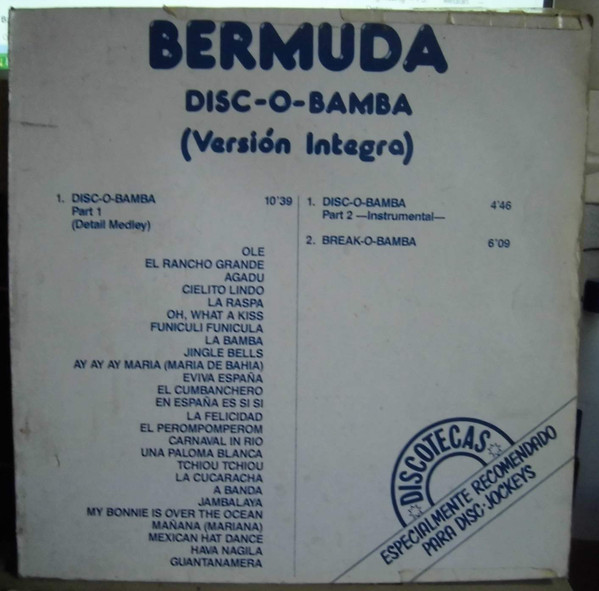 BERMUDA
DISC-O-BAMBA
(Versión Integra)
1. DISC-O-BAMBA 10'39
Part 1
(Detail Medley)
OLE
EL RANCHO GRANDE
AGADU
CIELITO LINDO
LA RASPA
OH, WHAT A KISS
FUNICULI FUNICULA
LA BAMBA
JINGLE BELLS
AY AY AY MARIA (MARIA DE BAHIA)
EVIVA ESPAÑA
EL CUMBANCHERO
EN ESPAÑA ES SI SI
LA FELICIDAD
EL PEROMPOMPEROM
CARNAVAL IN RIO
UNA PALOMA BLANCA
TCHIOU TCHIOU
LA CUCARACHA
A BANDA
JAMBALAYA
MY BONNIE IS OVER THE OCEAN
MAÑANA (MARIANA)
MEXICAN HAT DANCE
HAVA NAGILA
GUANTANAMERA
1. DISC-O-BAMBA 4'46
Part 2 —Instrumental—
2. BREAK-O-BAMBA 6'09
DISCOTECAS
ESPECIALMENTE RECOMENDADO
PARA DISC-JOCKEYS